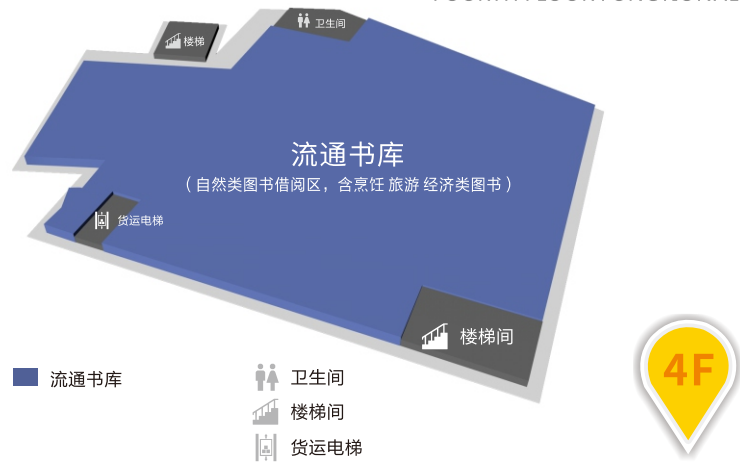 卫生间
楼梯
流通书库
（自然类图书借阅区，含烹饪 旅游 经济类图书）
货运电梯
楼梯间
4F
流通书库
卫生间
楼梯间
货运电梯